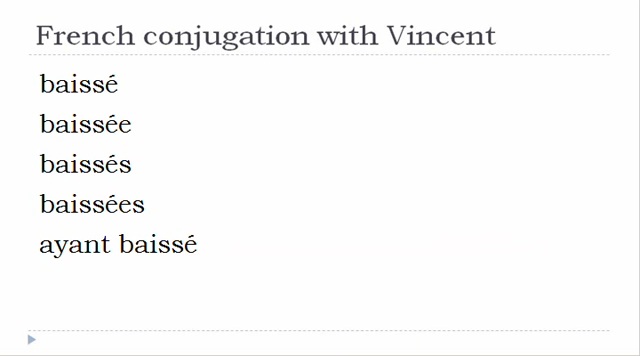 French conjugation with Vincent
baissé
baissée
baissés
baissées
ayant baissé